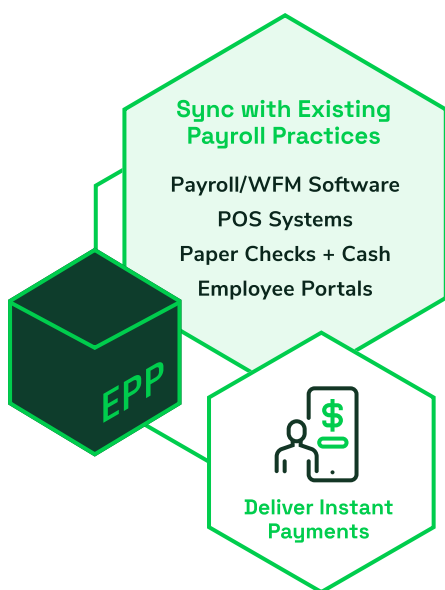 Sync with Existing
Payroll Practices
Payroll/WFM Software
POS Systems
Paper Checks + Cash
Employee Portals
EPP
$
Deliver Instant
Payments